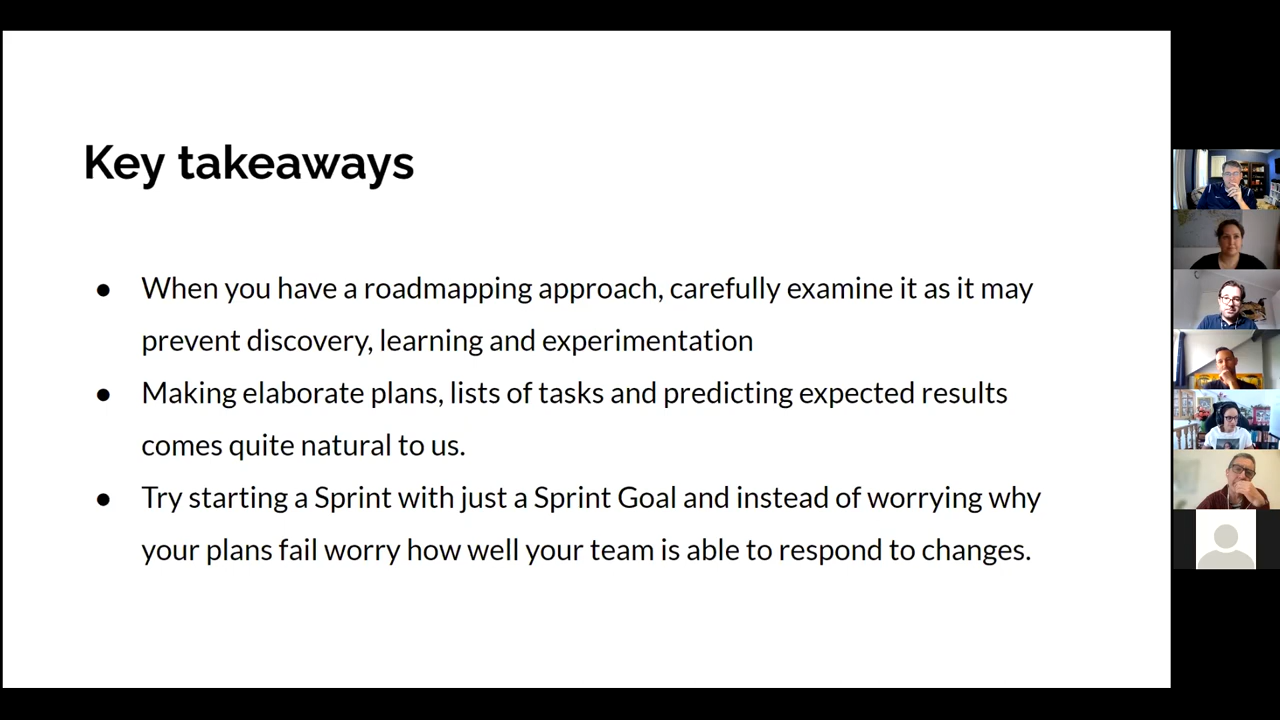 Key takeaways
● When you have a roadmapping approach, carefully examine it as it may
prevent discovery, learning and experimentation
● Making elaborate plans, lists of tasks and predicting expected results
comes quite natural to us.
● Try starting a Sprint with just a Sprint Goal and instead of worrying why
your plans fail worry how well your team is able to respond to changes.